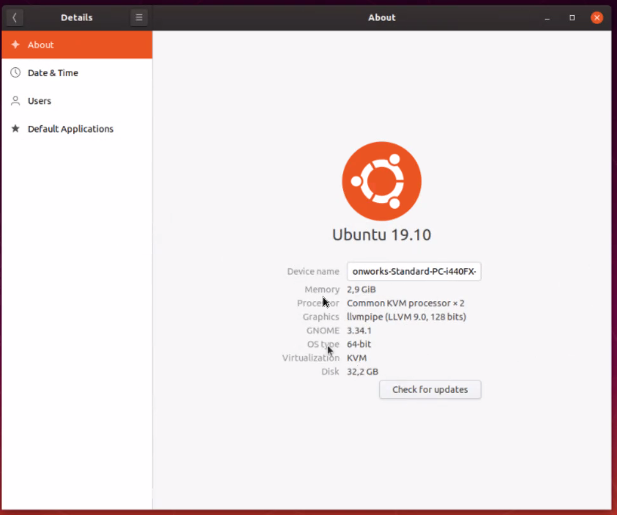 Details
About
About
Date & Time
Users
Default Applications
Ubuntu 19.10
Device name onworks-Standard-PC-i440FX-
Memory 2,9 GiB
Processor Common KVM processor × 2
Graphics llvmpipe (LLVM 9.0, 128 bits)
GNOME 3.34.1
OS type 64-bit
Virtualization KVM
Disk 32,2 GB
Check for updates